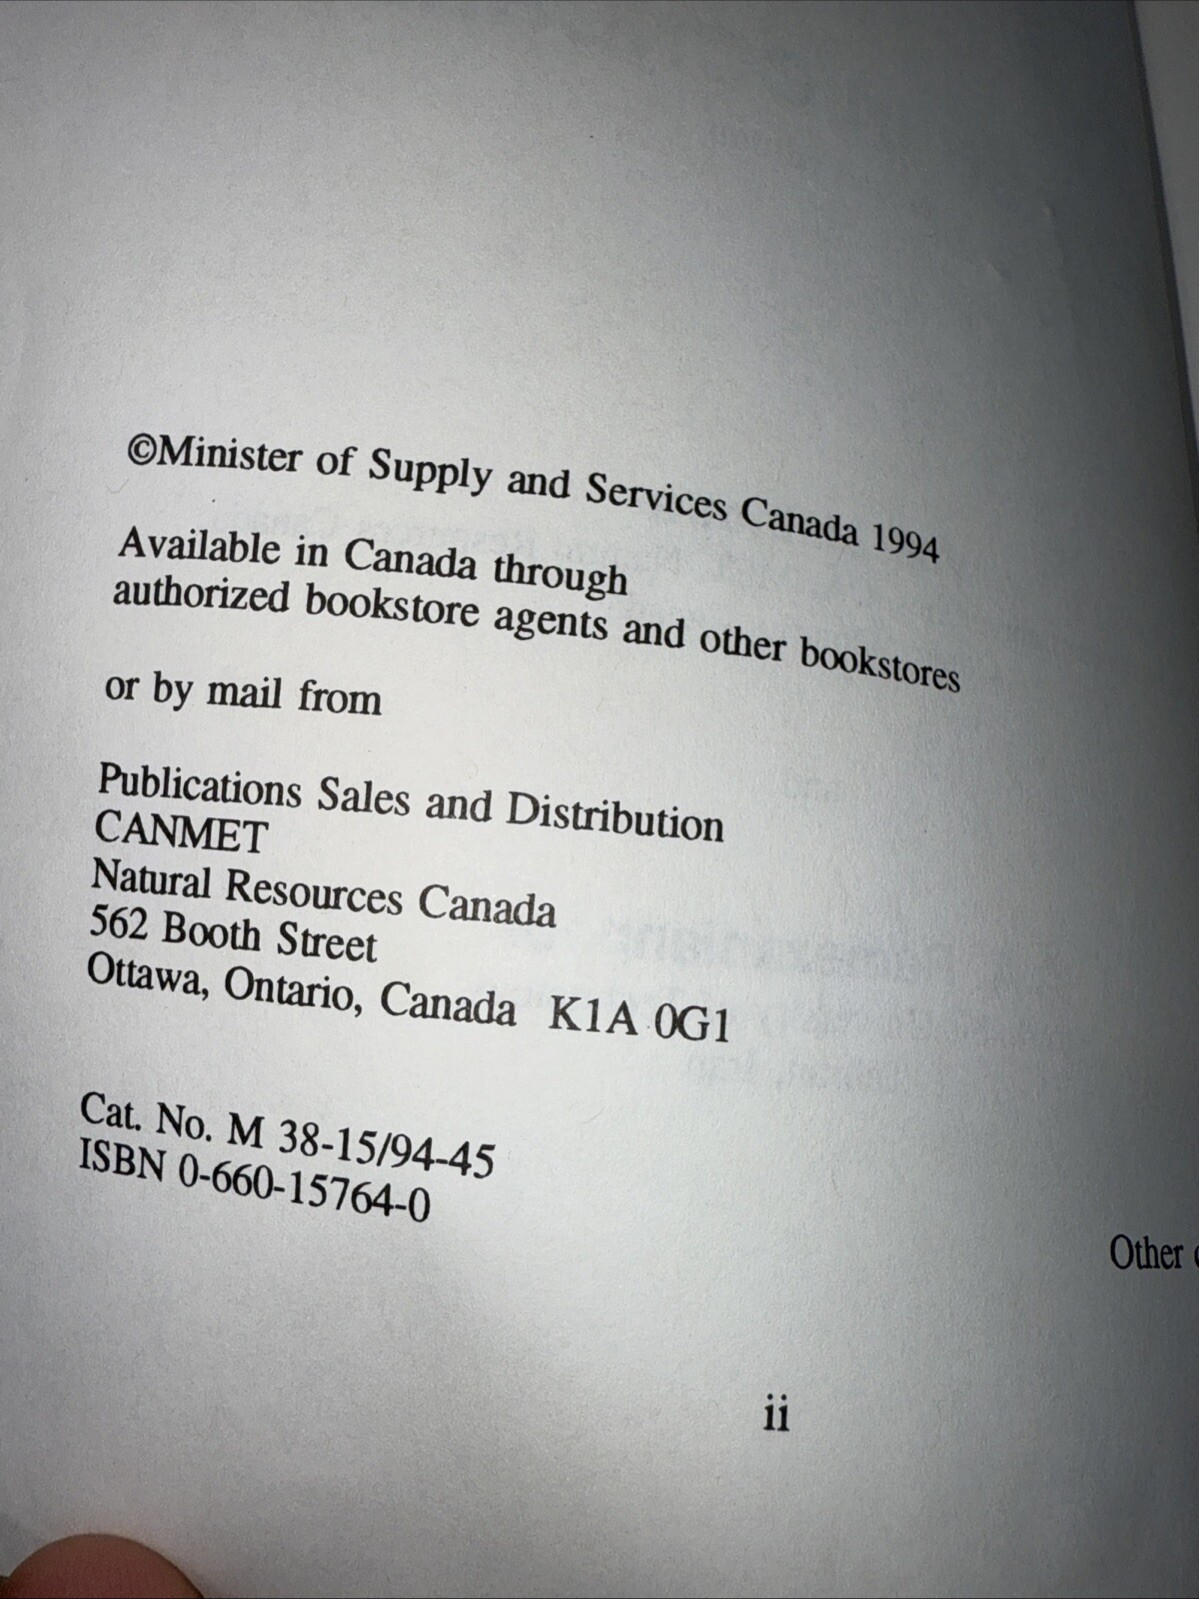 ©Minister of Supply and Services Canada 1994
Available in Canada through
authorized bookstore agents and other bookstores
or by mail from
Publications Sales and Distribution
CANMET
Natural Resources Canada
562 Booth Street
Ottawa, Ontario, Canada  K1A 0G1
Cat. No. M 38-15/94-45
ISBN 0-660-15764-0
Other
ii